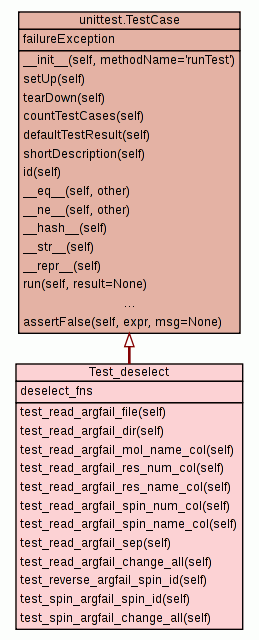 unittest.TestCase
failureException
__init__(self, methodName='runTest')
setUp(self)
tearDown(self)
countTestCases(self)
defaultTestResult(self)
shortDescription(self)
id(self)
__eq__(self, other)
__ne__(self, other)
__hash__(self)
__str__(self)
__repr__(self)
run(self, result=None)
...
assertFalse(self, expr, msg=None)
Test_deselect
deselect_fns
test_read_argfail_file(self)
test_read_argfail_dir(self)
test_read_argfail_mol_name_col(self)
test_read_argfail_res_num_col(self)
test_read_argfail_res_name_col(self)
test_read_argfail_spin_num_col(self)
test_read_argfail_spin_name_col(self)
test_read_argfail_sep(self)
test_read_argfail_change_all(self)
test_reverse_argfail_spin_id(self)
test_spin_argfail_spin_id(self)
test_spin_argfail_change_all(self)